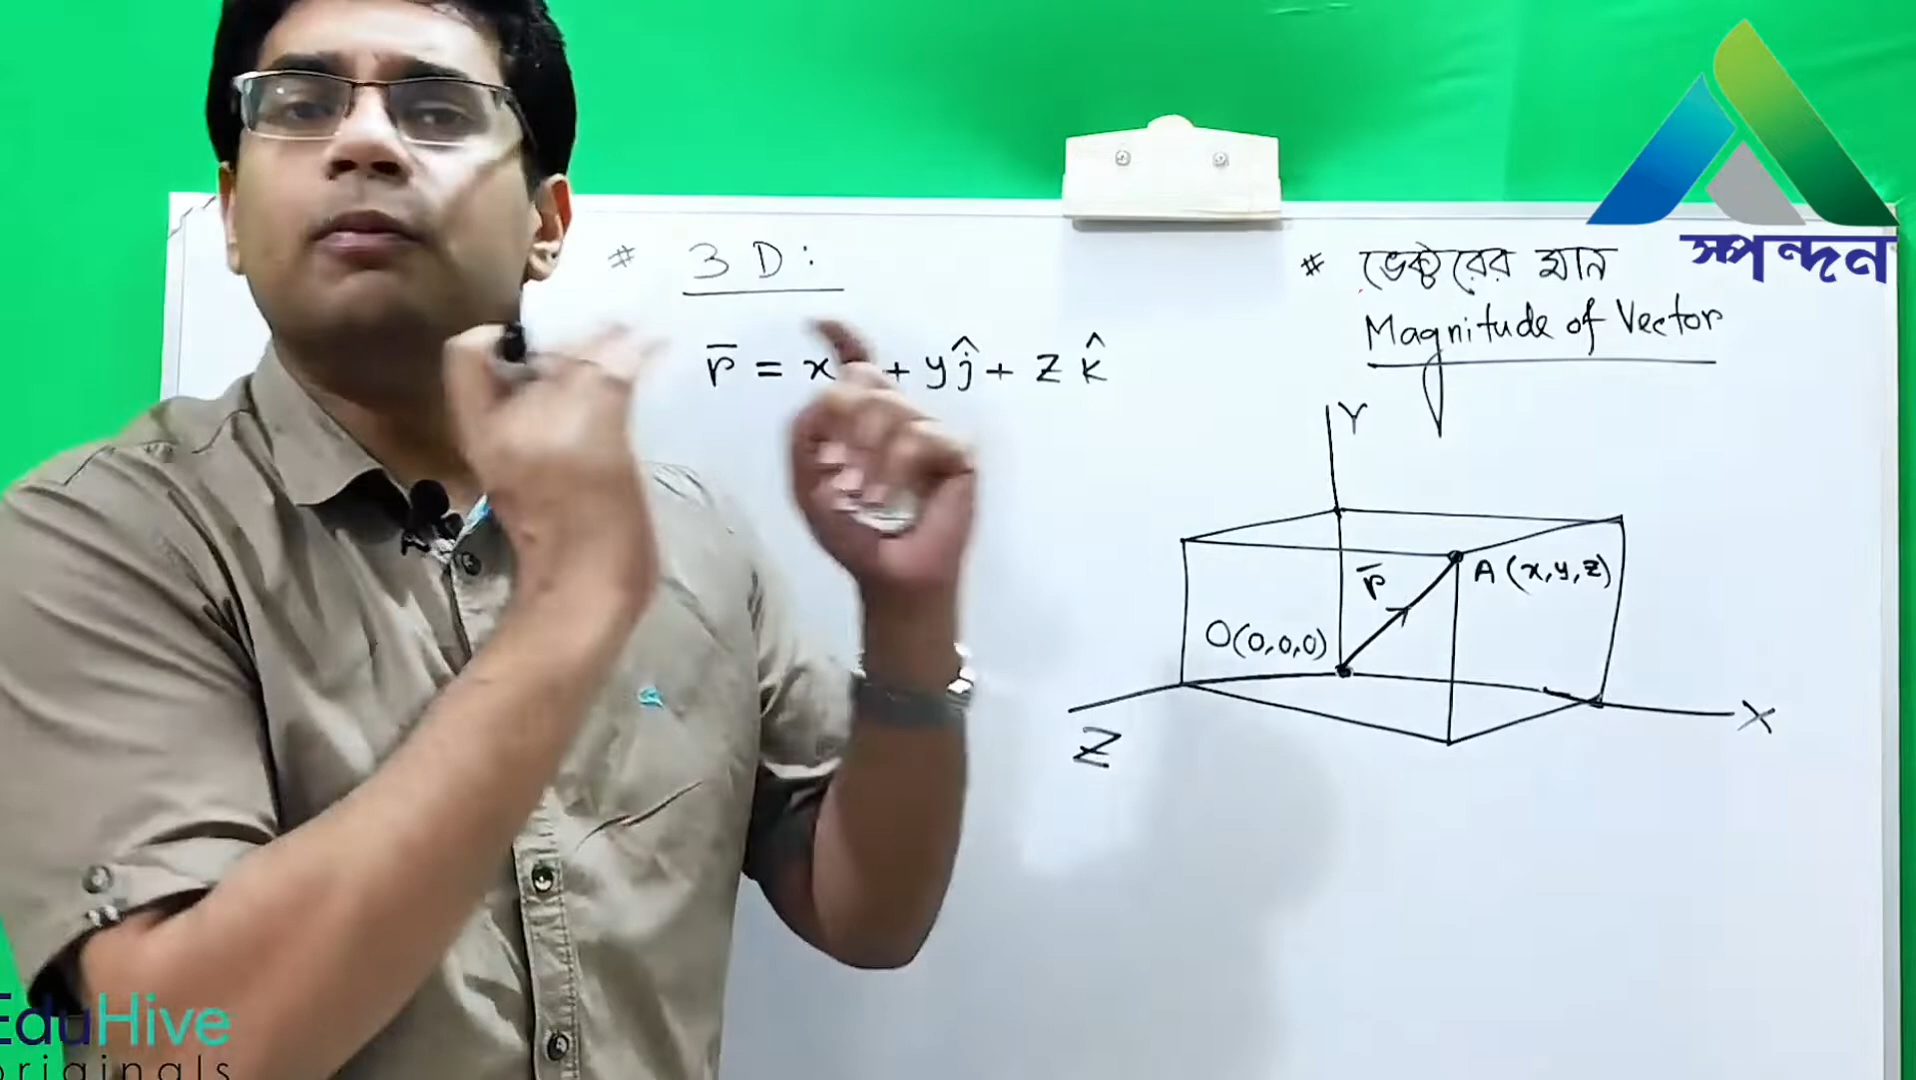 # 3D:
r̄ = x + yĵ + z k̂
# ভেক্টরের মান
Magnitude of Vector
স্পন্দন
Y
r̄
A (x,y,z)
O(0,0,0)
Z
X
EduHive
originals